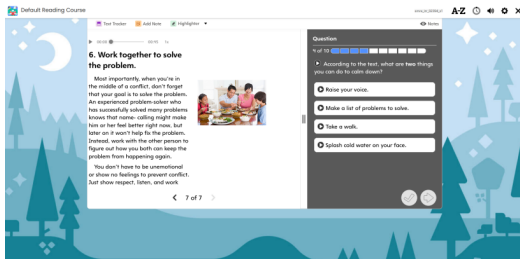 Default Reading Course
A-Z
Text Tracker Add Note Highlighter
Notes
00:00 00:50 1x
6. Work together to solve
the problem.
Most importantly, when you're in
the middle of a conflict, don't forget
that your goal is to solve the problem.
An experienced problem-solver who
has successfully solved many problems
knows that name- calling might make
him or her feel better right now, but
later on it won't help fix the problem.
Instead, work with the other person to
figure out how you both can keep the
problem from happening again.
You don't have to be unemotional
or show no feelings to prevent conflict.
Just show respect, listen, and work
7 of 7
Question
9 of 10
According to the text, what are two things
you can do to calm down?
Raise your voice.
Make a list of problems to solve.
Take a walk.
Splash cold water on your face.